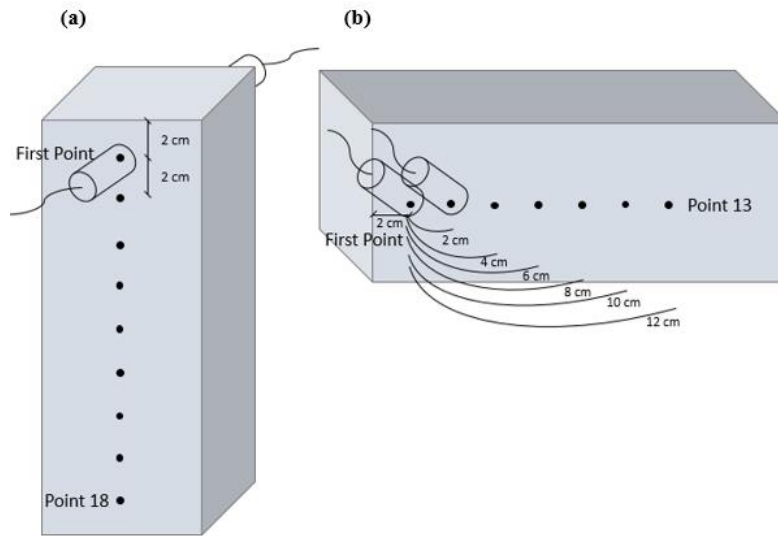 (a)
(b)
2 cm
First Point
2 cm
Point 18
Point 13
2 cm
First Point
2 cm
4 cm
6 cm
8 cm
10 cm
12 cm